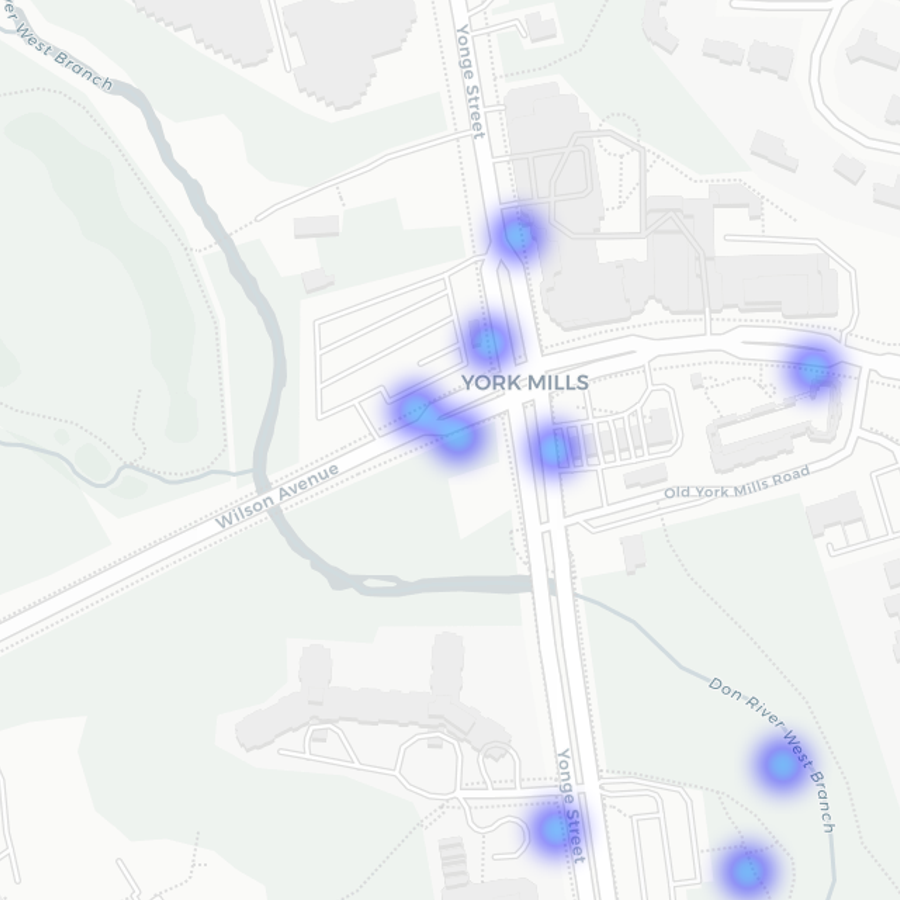 er West Branch
Yonge Street
YORK MILLS
Wilson Avenue
Old York Mills Road
Don River West Branch
Yonge Street